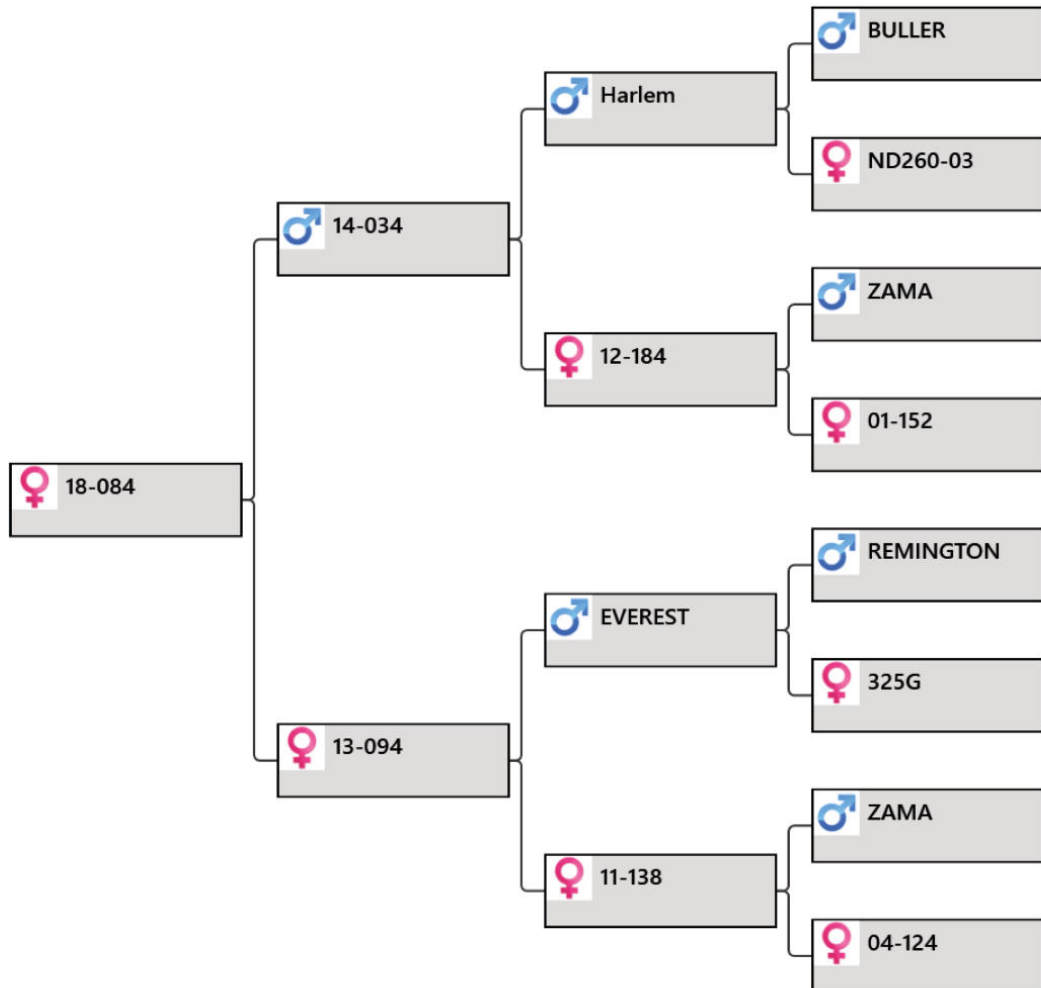 BULLER
Harlem
ND260-03
14-034
ZAMA
12-184
01-152
18-084
REMINGTON
EVEREST
325G
13-094
ZAMA
11-138
04-124